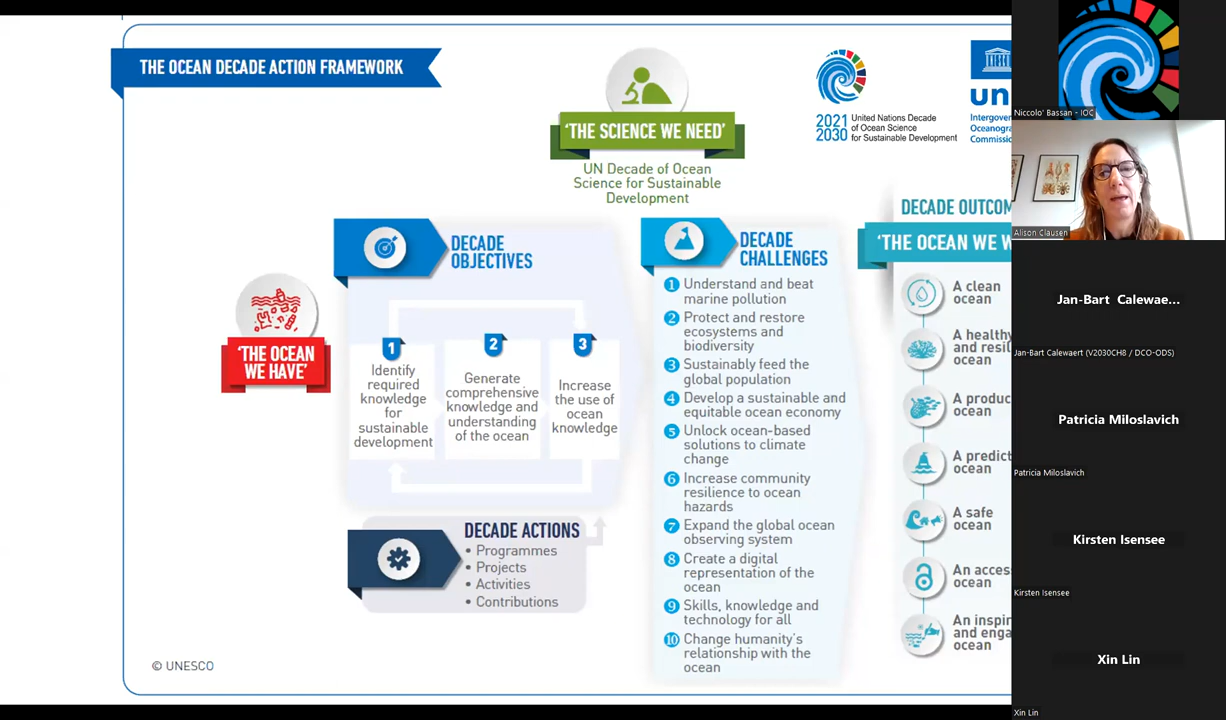 THE OCEAN DECADE ACTION FRAMEWORK
'THE SCIENCE WE NEED'
UN Decade of Ocean
Science for Sustainable
Development
2021
2030
United Nations Decade
of Ocean Science
for Sustainable Development
un
Intergov
Oceanogr
Commiss
'THE OCEAN
WE HAVE'
DECADE
OBJECTIVES
1
Identify
required
knowledge
for
sustainable
development
2
Generate
comprehensive
knowledge and
understanding
of the ocean
3
Increase
the use of
ocean
knowledge
DECADE ACTIONS
• Programmes
• Projects
• Activities
• Contributions
DECADE
CHALLENGES
1 Understand and beat
marine pollution
2 Protect and restore
ecosystems and
biodiversity
3 Sustainably feed the
global population
4 Develop a sustainable and
equitable ocean economy
5 Unlock ocean-based
solutions to climate
change
6 Increase community
resilience to ocean
hazards
7 Expand the global ocean
observing system
8 Create a digital
representation of the
ocean
9 Skills, knowledge and
technology for all
10 Change humanity's
relationship with the
ocean
DECADE OUTCOM
'THE OCEAN WE W
A clean
ocean
A healthy
and resil
ocean
A produc
ocean
A predict
ocean
A safe
ocean
An access
ocean
An inspir
and enga
ocean
© UNESCO
Niccolo' Bassan - IOC
Alison Clausen
Jan-Bart Calewae...
Jan-Bart Calewaert (V2030CH8 / DCO-ODS)
Patricia Miloslavich
Patricia Miloslavich
Kirsten Isensee
Kirsten Isensee
Xin Lin
Xin Lin